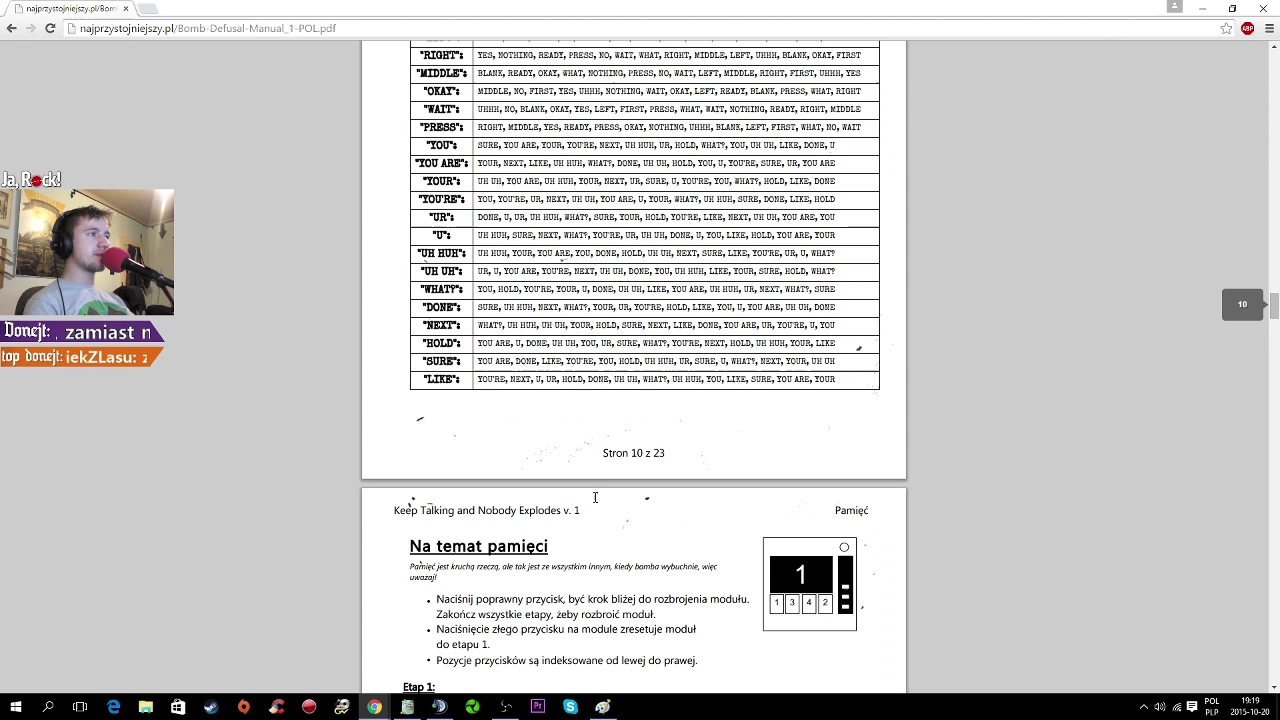 najprzystojniejszy.pl/Bomb
najprzystojniejszy.pl/Bomb-Defusal-Manual_1-POL.pdf
ABP
"RIGHT": YES, NOTHING, READY, PRESS, NO, WAIT, WHAT, RIGHT, MIDDLE, LEFT, UHHH, BLANK, OKAY, FIRST
"MIDDLE": BLANK, READY, OKAY, WHAT, NOTHING, PRESS, NO, WAIT, LEFT, MIDDLE, RIGHT, FIRST, UHHH, YES
"OKAY": MIDDLE, NO, FIRST, YES, UHHH, NOTHING, WAIT, OKAY, LEFT, READY, BLANK, PRESS, WHAT, RIGHT
"WAIT": UHHH, NO, BLANK, OKAY, YES, LEFT, FIRST, PRESS, WHAT, WAIT, NOTHING, READY, RIGHT, MIDDLE
"PRESS": RIGHT, MIDDLE, YES, READY, PRESS, OKAY, NOTHING, UHHH, BLANK, LEFT, FIRST, WHAT, NO, WAIT
"YOU": SURE, YOU ARE, YOUR, YOU'RE, NEXT, UH HUH, UR, HOLD, WHAT?, YOU, UH UH, LIKE, DONE, U
"YOU ARE": YOUR, NEXT, LIKE, UH HUH, WHAT?, DONE, UH UH, HOLD, YOU, U, YOU'RE, SURE, UR, YOU ARE
"YOUR": UH UH, YOU ARE, UH HUH, YOUR, NEXT, UR, SURE, U, YOU'RE, YOU, WHAT?, HOLD, LIKE, DONE
"YOU'RE": YOU, YOU'RE, UR, NEXT, UH UH, YOU ARE, U, YOUR, WHAT?, UH HUH, SURE, DONE, LIKE, HOLD
"UR": DONE, U, UR, UH HUH, WHAT?, SURE, YOUR, HOLD, YOU'RE, LIKE, NEXT, UH UH, YOU ARE, YOU
"U": UH HUH, SURE, NEXT, WHAT?, YOU'RE, UR, UH UH, DONE, U, YOU, LIKE, HOLD, YOU ARE, YOUR
"UH HUH": UH HUH, YOUR, YOU ARE, YOU, DONE, HOLD, UH UH, NEXT, SURE, LIKE, YOU'RE, UR, U, WHAT?
"UH UH": UR, U, YOU ARE, YOU'RE, NEXT, UH UH, DONE, YOU, UH HUH, LIKE, YOUR, SURE, HOLD, WHAT?
"WHAT?": YOU, HOLD, YOU'RE, YOUR, U, DONE, UH UH, LIKE, YOU ARE, UH HUH, UR, NEXT, WHAT?, SURE
"DONE": SURE, UH HUH, NEXT, WHAT?, YOUR, UR, YOU'RE, HOLD, LIKE, YOU, U, YOU ARE, UH UH, DONE
"NEXT": WHAT?, UH HUH, UH UH, YOUR, HOLD, SURE, NEXT, LIKE, DONE, YOU ARE, UR, YOU'RE, U, YOU
"HOLD": YOU ARE, U, DONE, UH UH, YOU, UR, SURE, WHAT?, YOU'RE, NEXT, HOLD, UH HUH, YOUR, LIKE
"SURE": YOU ARE, DONE, LIKE, YOU'RE, YOU, HOLD, UH HUH, UR, SURE, U, WHAT?, NEXT, YOUR, UH UH
"LIKE": YOU'RE, NEXT, U, UR, HOLD, DONE, UH UH, WHAT?, UH HUH, YOU, LIKE, SURE, YOU ARE, YOUR
Ja, Rock!
Donejt: , zamiast n
top donejt: iekZLasu: z
10
Stron 10 z 23
Keep Talking and Nobody Explodes v. 1 Pamięć
Na temat pamięci
Pamięć jest kruchą rzeczą, ale tak jest ze wszystkim innym, kiedy bomba wybuchnie, więc
uważaj!
• Naciśnij poprawny przycisk, być krok bliżej do rozbrojenia modułu.
Zakończ wszystkie etapy, żeby rozbroić moduł.
• Naciśnięcie złego przycisku na module zresetuje moduł
do etapu 1.
• Pozycje przycisków są indeksowane od lewej do prawej.
1
1 3 4 2
Etap 1:
POL
PLP
19:19
2015-10-20